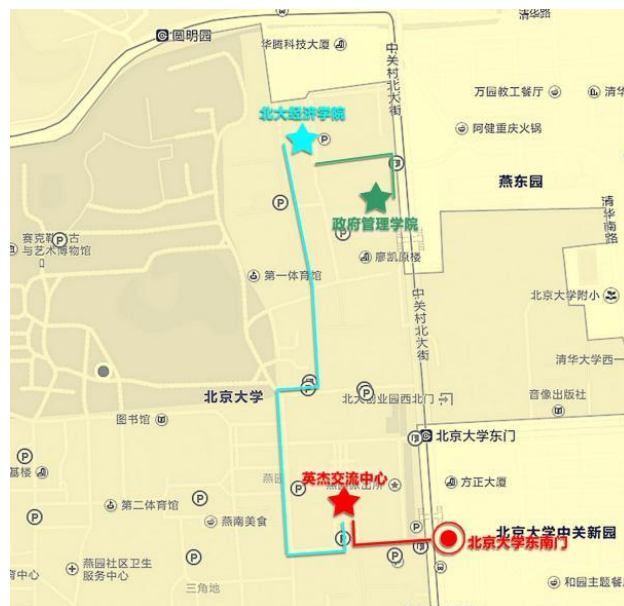 清华路
圆明园
华腾科技大厦
中关村北大街
万园教工餐厅
清华
北大经济学院
阿健重庆火锅
燕东园
政府管理学院
清华南路
赛克勒
古
与艺术博物馆
廖凯原楼
第一体育馆
中关村北大街
北京大学附小
清华大学西一
北京大学
北大创业园西北门
音像出版社
图书馆
北京大学东门
基楼
英杰交流中心
方正大厦
第二体育馆
燕南美食
北京大学中关新园
北京大学东南门
燕园社区卫生
服务中心
育中心
三角地
和园主题餐